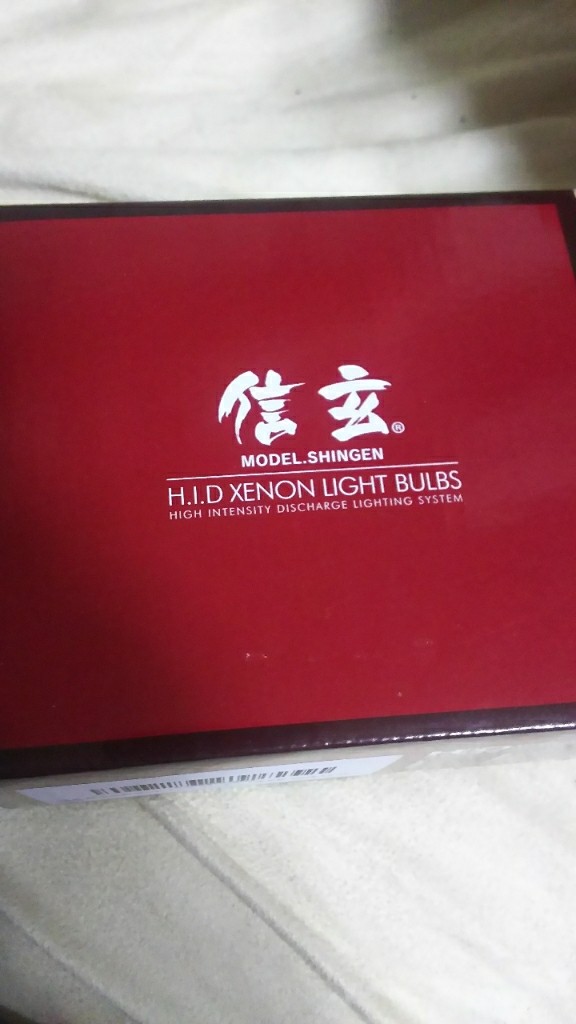 信玄®
MODEL.SHINGEN
H.I.D XENON LIGHT BULBS
HIGH INTENSITY DISCHARGE LIGHTING SYSTEM